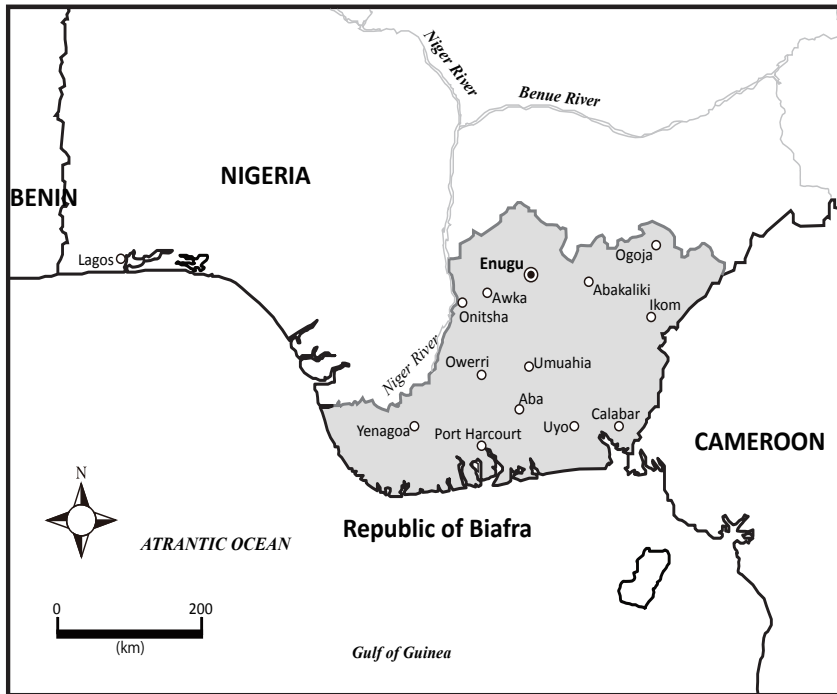 Niger River
Benue River
NIGERIA
BENIN
Lagos
Enugu
Ogoja
Abakaliki
Awka
Ikom
Onitsha
Niger River
Owerri
Umuahia
Aba
Yenagoa
Port Harcourt
Uyo
Calabar
CAMEROON
N
Republic of Biafra
ATRANTIC OCEAN
0 200
(km)
Gulf of Guinea